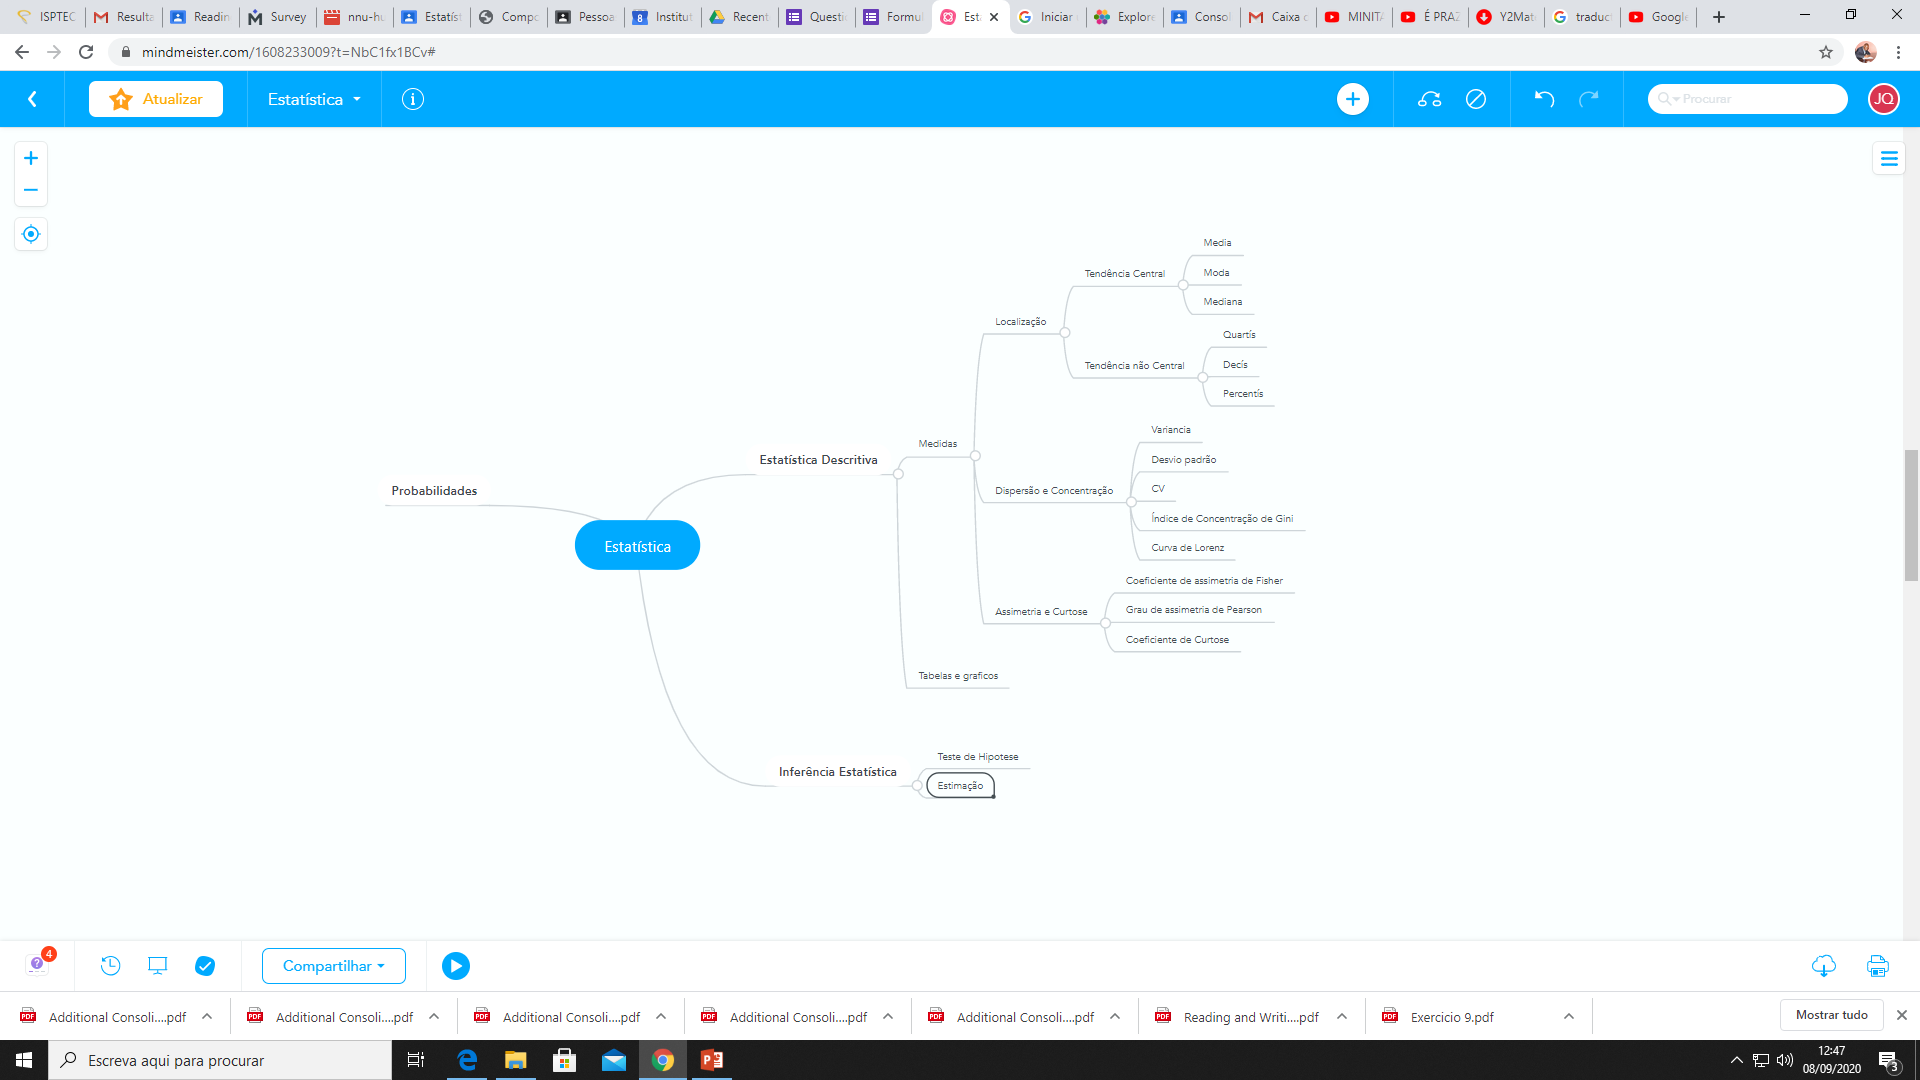 ISPTEC
Resulta
Readin
Survey
nnu-hu
Estatíst
Compo
Pessoa
Institut
Recent
Questio
Formul
Est
Iniciar
Explore
Consol
Caixa d
MINITA
É PRAZ
Y2Mat
traduct
Google
mindmeister.com/1608233009?t=NbC1fx1BCv#
Atualizar
Estatística
Procurar
JQ
Media
Tendência Central
Moda
Mediana
Localização
Quartís
Tendência não Central
Decís
Percentís
Variancia
Medidas
Estatística Descritiva
Desvio padrão
Dispersão e Concentração
CV
Probabilidades
Índice de Concentração de Gini
Estatística
Curva de Lorenz
Coeficiente de assimetria de Fisher
Assimetria e Curtose
Grau de assimetria de Pearson
Coeficiente de Curtose
Tabelas e graficos
Teste de Hipotese
Inferência Estatística
Estimação
4
Compartilhar
Additional Consoli....pdf
Additional Consoli....pdf
Additional Consoli....pdf
Additional Consoli....pdf
Additional Consoli....pdf
Reading and Writi....pdf
Exercicio 9.pdf
Mostrar tudo
Escreva aqui para procurar
12:47
08/09/2020
3